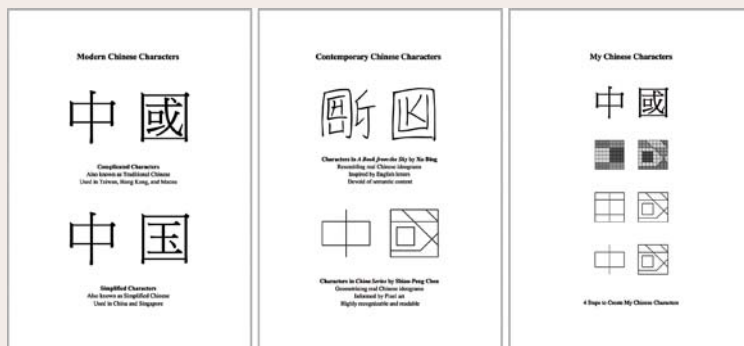 Modern Chinese Characters
中國
Complicated Characters
Also known as Traditional Chinese
Used in Taiwan, Hong Kong, and Macau
中国
Simplified Characters
Also known as Simplified Chinese
Used in China and Singapore
Contemporary Chinese Characters
Characters in A Book from the Sky by Xu Bing
Resembling real Chinese ideograms
Inspired by English letters
Devoid of semantic content
中國
Characters in China Series by Shiao-Peng Chen
Geometrising real Chinese ideograms
Informed by Pixel art
Highly recognizable and readable
My Chinese Characters
中國
4 Steps to Create My Chinese Characters